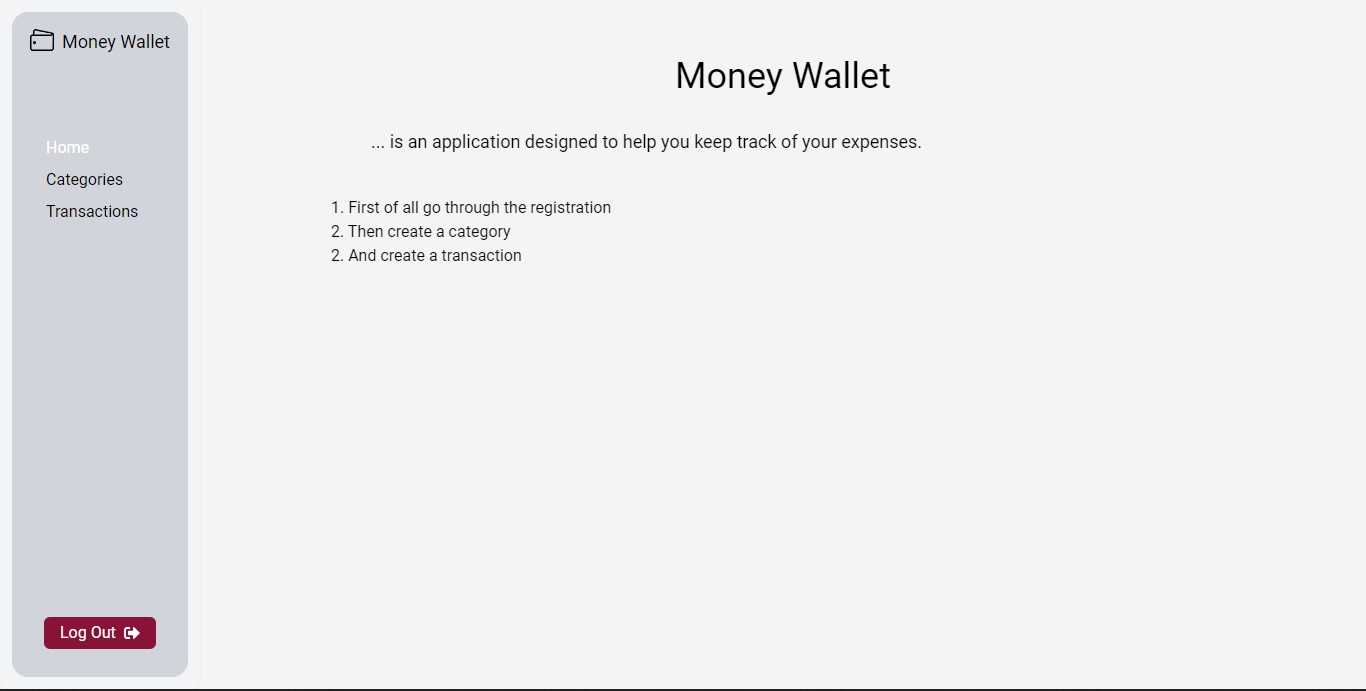 Money Wallet
Home
Categories
Transactions
Log Out
Money Wallet
... is an application designed to help you keep track of your expenses.
1. First of all go through the registration
2. Then create a category
2. And create a transaction